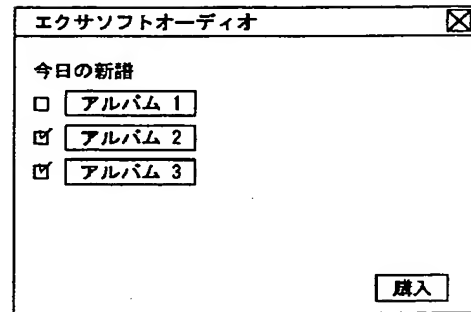 エクサソフトオーディオ
今日の新譜
アルバム 1
アルバム 2
アルバム 3
購入